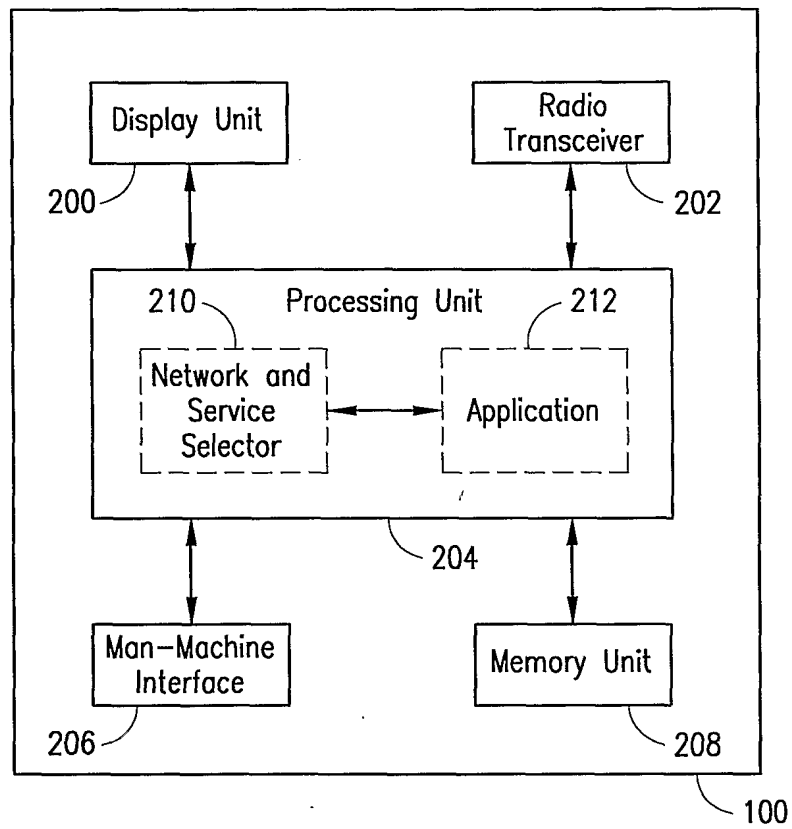 Display Unit
200
Radio
Transceiver
202
Processing Unit
210
212
Network and
Service
Selector
Application
204
Man-Machine
Interface
206
Memory Unit
208
100